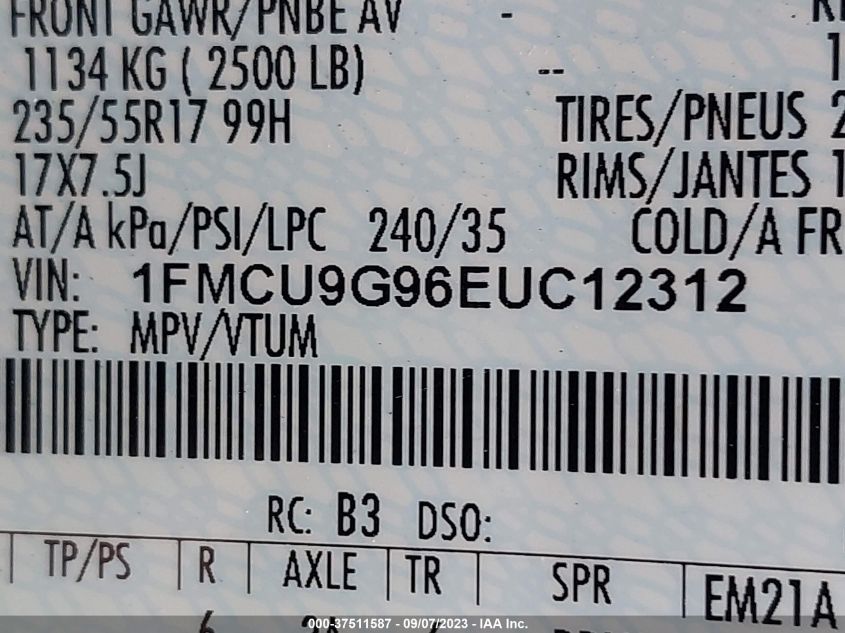 FRONT GAWR/PNBE AV -
1134 KG ( 2500 LB) --
235/55R17 99H TIRES/PNEUS
17X7.5J RIMS/JANTES
AT/A kPa/PSI/LPC 240/35 COLD/A FR
VIN: 1FMCU9G96EUC12312
TYPE: MPV/VTUM
RC: B3 DSO:
TP/PS R AXLE TR SPR EM21A
000-37511587 - 09/07/2023 - IAA Inc.